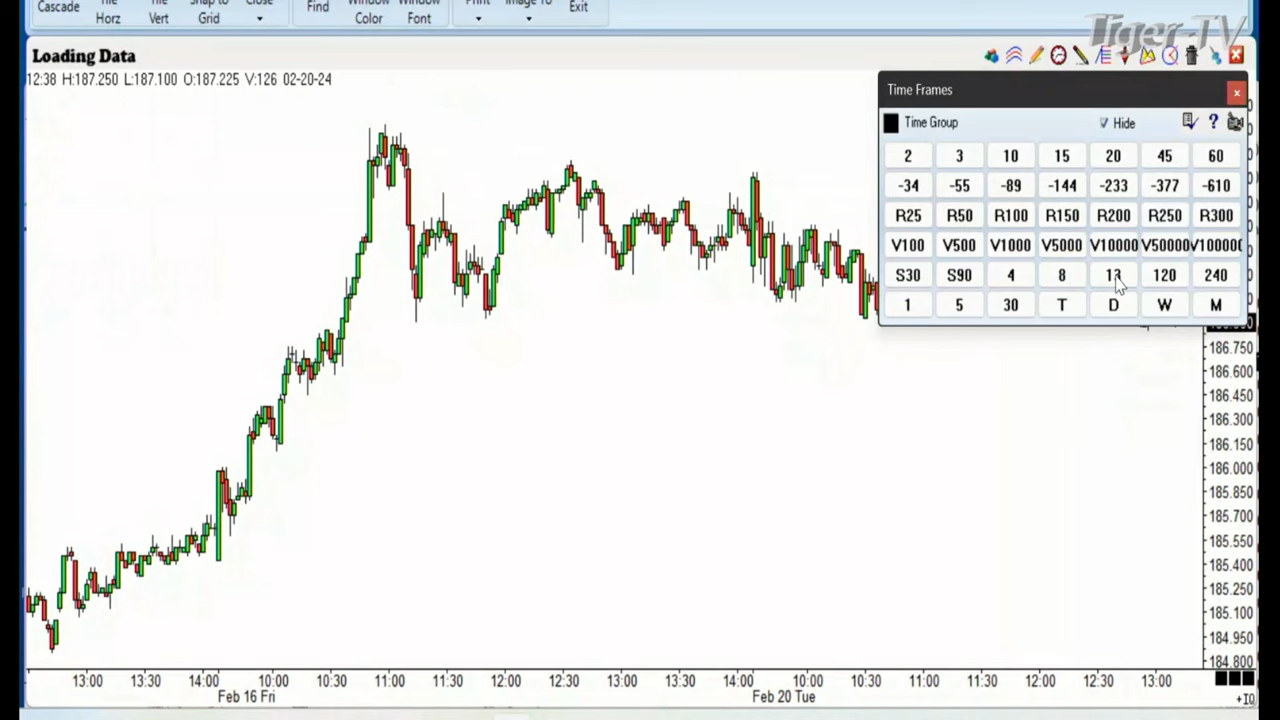 Cascade Tile Horz Tile Vert Snap to Grid Close Find Window Color Window Font Print Image To Exit
Tiger-TV
Loading Data
12:38 H:187.250 L:187.100 O:187.225 V:126 02-20-24
Time Frames
Time Group Hide ?
2 3 10 15 20 45 60
-34 -55 -89 -144 -233 -377 -610
R25 R50 R100 R150 R200 R250 R300
V100 V500 V1000 V5000 V10000 V50000 V100000
S30 S90 4 8 13 120 240
1 5 30 T D W M
186.750
186.600
186.450
186.300
186.150
186.000
185.850
185.700
185.550
185.400
185.250
185.100
184.950
184.800
13:00 13:30 14:00 10:00 10:30 11:00 11:30 12:00 12:30 13:00 13:30 14:00 10:30 11:00 11:30 12:00 12:30 13:00
Feb 16 Fri Feb 20 Tue
+IQ